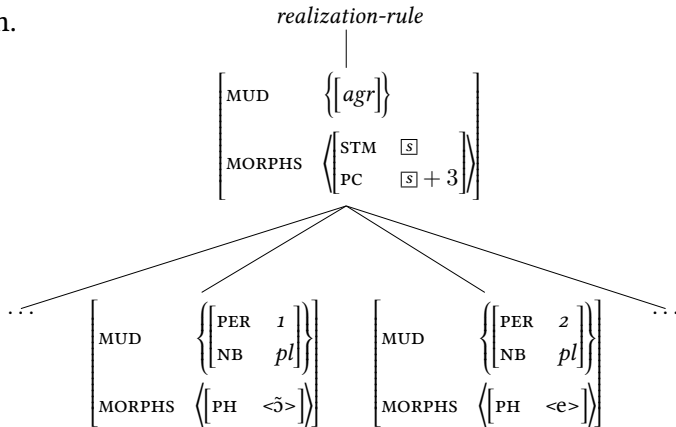 n.
realization-rule
MUD {[agr]}
MORPHS ⟨[STM [s]
PC [s] + 3]⟩
... ...
MUD {[PER 1
NB pl]}
MORPHS ⟨[PH <ɔ̃>]⟩
MUD {[PER 2
NB pl]}
MORPHS ⟨[PH <e>]⟩